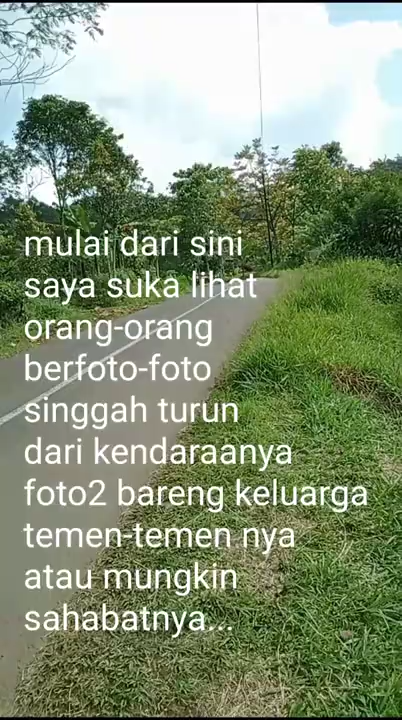 mulai dari sini
saya suka lihat
orang-orang
berfoto-foto
singgah turun
dari kendaraanya
foto2 bareng keluarga
temen-temen nya
atau mungkin
sahabatnya...